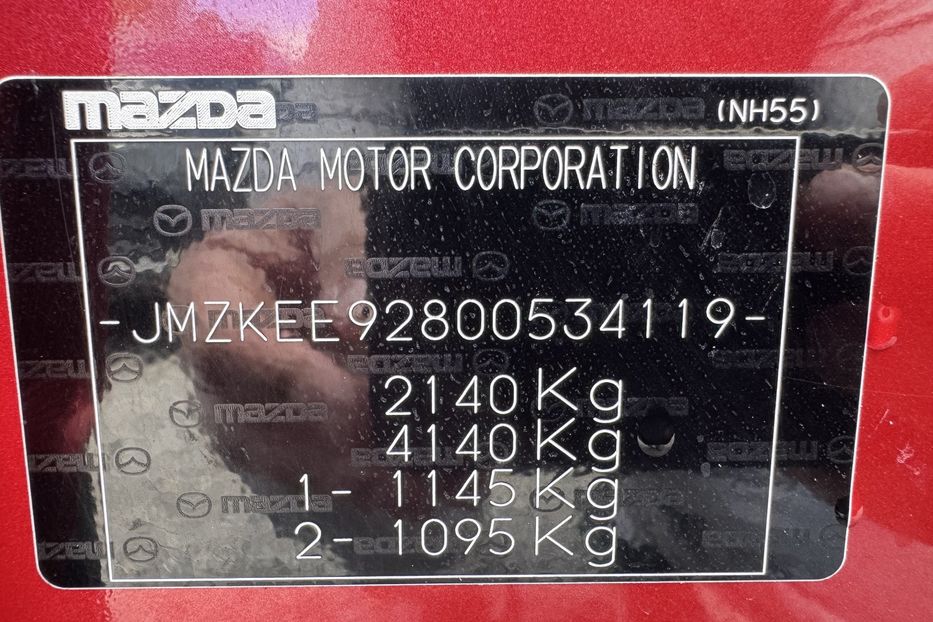 mazda (NH55)
MAZDA MOTOR CORPORATION
-JMZKEE92800534119-
2140 Kg
4140 Kg
1- 1145 Kg
2- 1095 Kg